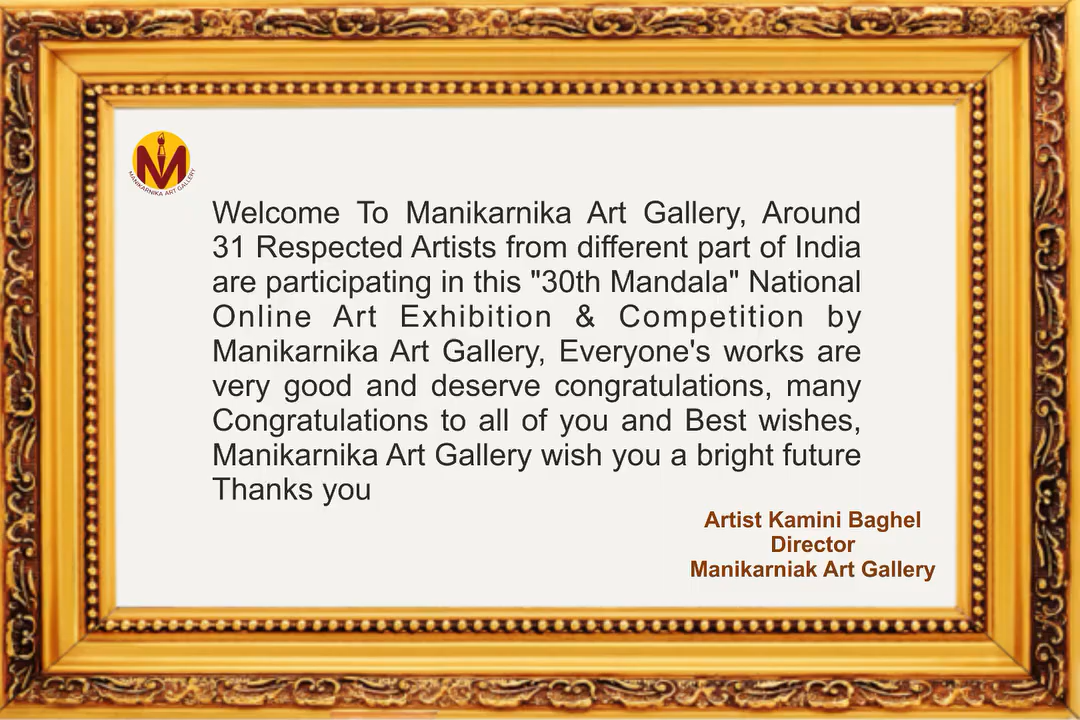 M
MANIKARNIKA ART GALLERY
Welcome To Manikarnika Art Gallery, Around
31 Respected Artists from different part of India
are participating in this "30th Mandala" National
Online Art Exhibition & Competition by
Manikarnika Art Gallery, Everyone's works are
very good and deserve congratulations, many
Congratulations to all of you and Best wishes,
Manikarnika Art Gallery wish you a bright future
Thanks you
Artist Kamini Baghel
Director
Manikarniak Art Gallery